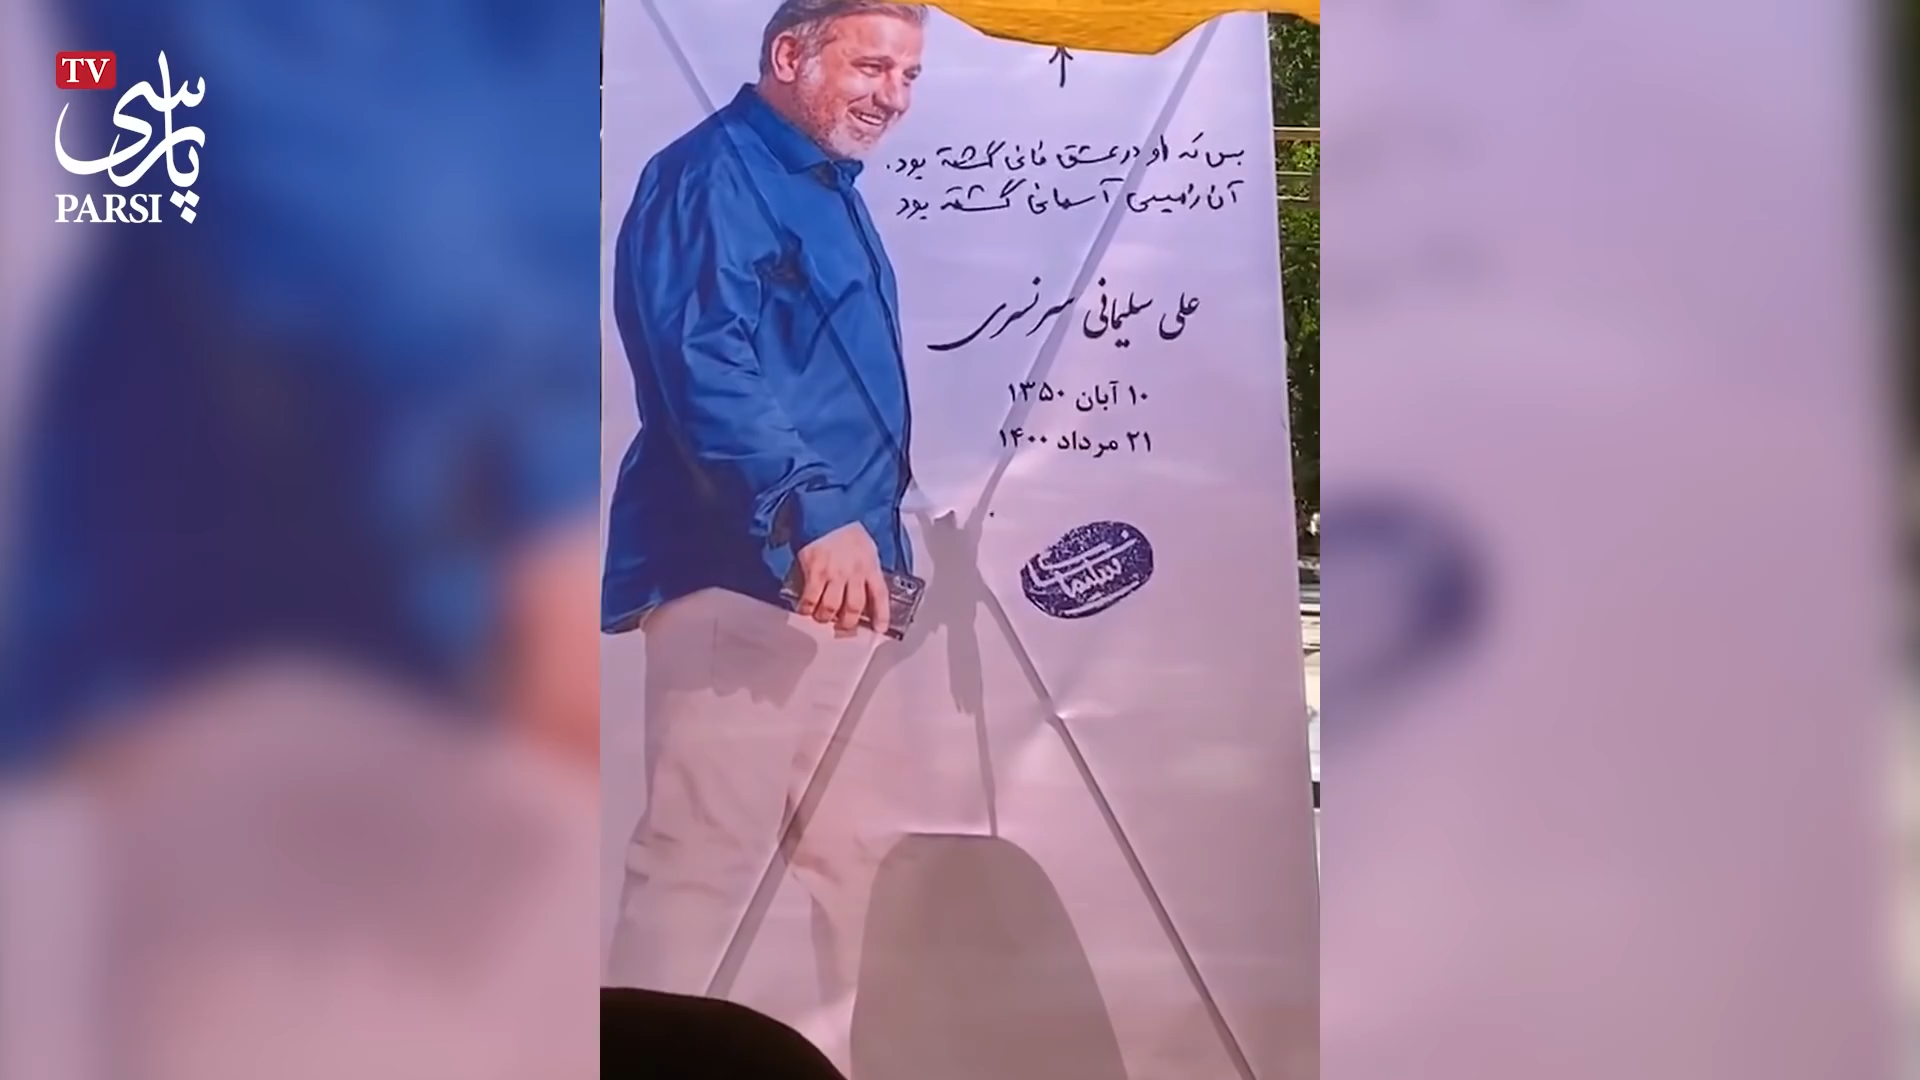 TV
پارسی
PARSI
بس که او در عشق فانی گشته بود.
آن زمینی آسمانی گشته بود
علی سلیمانی سرنسری
۱۰ آبان ۱۳۵۰
۲۱ مرداد ۱۴۰۰
سلیمانی